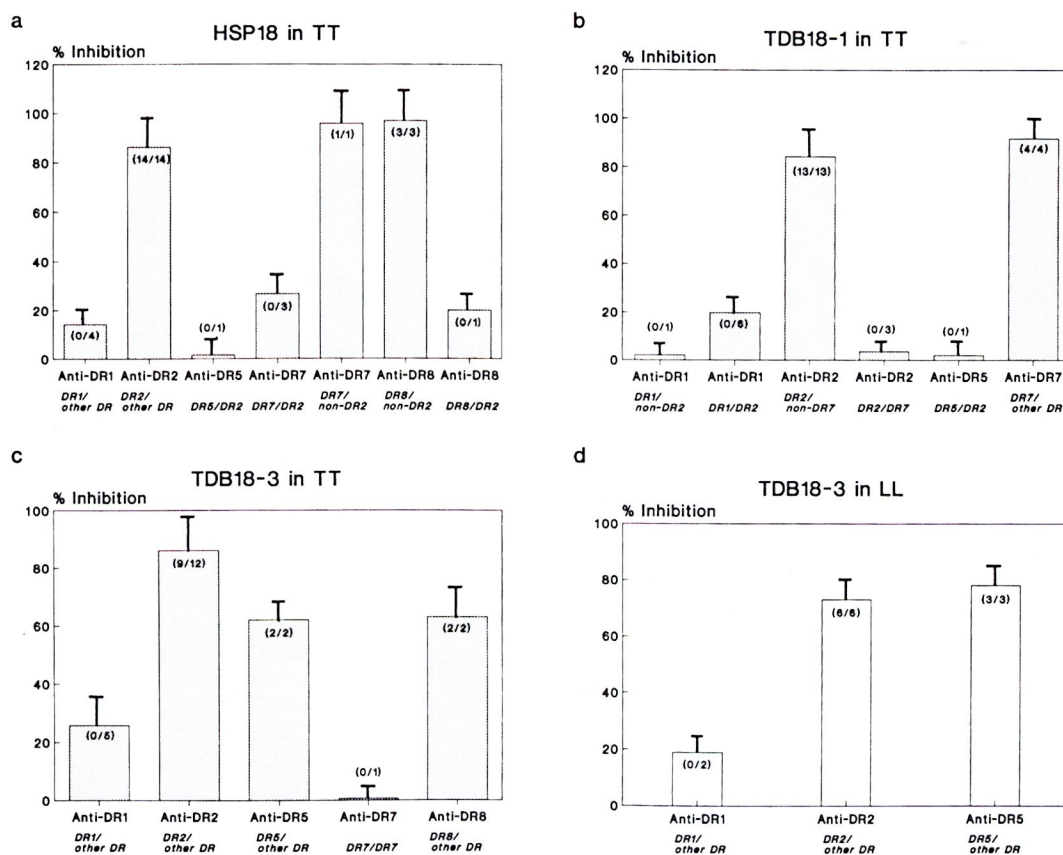 a
HSP18 in TT
% Inhibition
120
100
80
60
40
20
0
(0/4)
(14/14)
(0/1)
(0/3)
(1/1)
(3/3)
(0/1)
Anti-DR1 Anti-DR2 Anti-DR5 Anti-DR7 Anti-DR7 Anti-DR8 Anti-DR8
DR1/ DR2/ DR5/DR2 DR7/DR2 DR7/ DR8/ DR8/DR2
other DR other DR non-DR2 non-DR2
b
TDB18-1 in TT
% Inhibition
120
100
80
60
40
20
0
(0/1)
(0/6)
(13/13)
(0/3)
(0/1)
(4/4)
Anti-DR1 Anti-DR1 Anti-DR2 Anti-DR2 Anti-DR5 Anti-DR7
DR1/ DR1/DR2 DR2/ DR2/DR7 DR5/DR2 DR7/
non-DR2 non-DR7 other DR
c
TDB18-3 in TT
% Inhibition
100
80
60
40
20
0
(0/5)
(9/12)
(2/2)
(0/1)
(2/2)
Anti-DR1 Anti-DR2 Anti-DR5 Anti-DR7 Anti-DR8
DR1/ DR2/ DR5/ DR7/DR7 DR8/
other DR other DR other DR other DR
d
TDB18-3 in LL
% Inhibition
100
80
60
40
20
0
(0/2)
(6/6)
(3/3)
Anti-DR1 Anti-DR2 Anti-DR5
DR1/ DR2/ DR5/
other DR other DR other DR